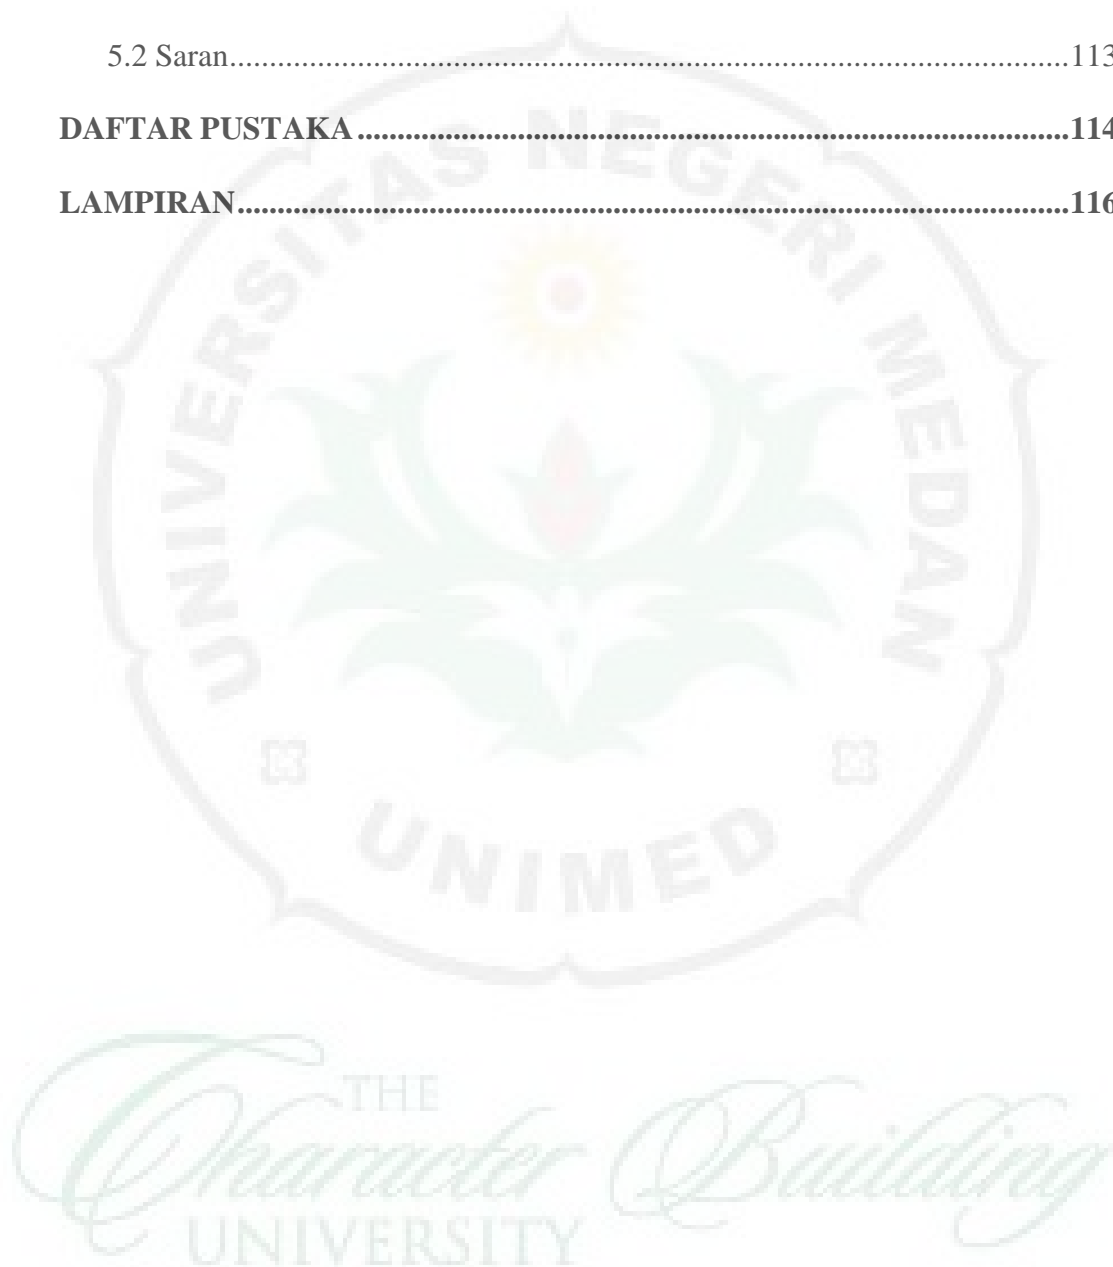 5.2 Saran.........................................................................................................113
DAFTAR PUSTAKA ..........................................................................................114
LAMPIRAN.........................................................................................................116
UNIVERSITAS NEGERI MEDAN
UNIMED
THE
Character Building
UNIVERSITY